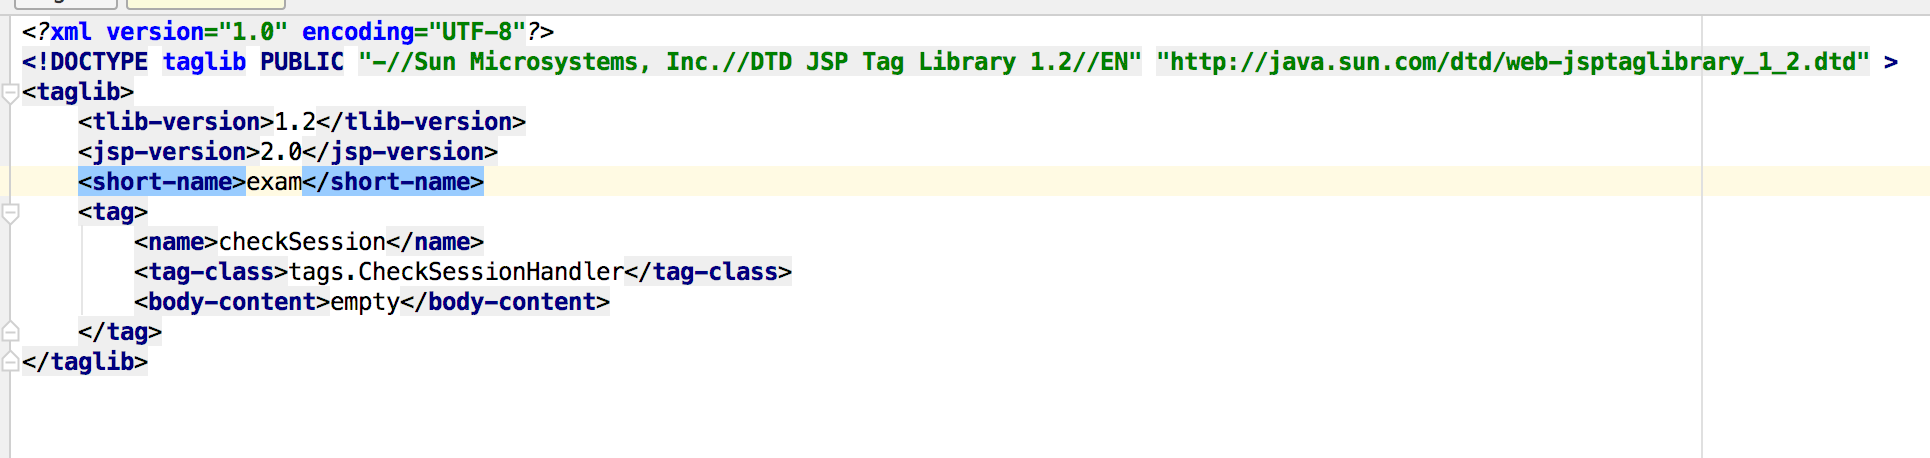 <?xml version="1.0" encoding="UTF-8"?>
<!DOCTYPE taglib PUBLIC "-//Sun Microsystems, Inc.//DTD JSP Tag Library 1.2//EN" "http://java.sun.com/dtd/web-jsptaglibrary_1_2.dtd" >
<taglib>
    <tlib-version>1.2</tlib-version>
    <jsp-version>2.0</jsp-version>
    <short-name>exam</short-name>
    <tag>
        <name>checkSession</name>
        <tag-class>tags.CheckSessionHandler</tag-class>
        <body-content>empty</body-content>
    </tag>
</taglib>